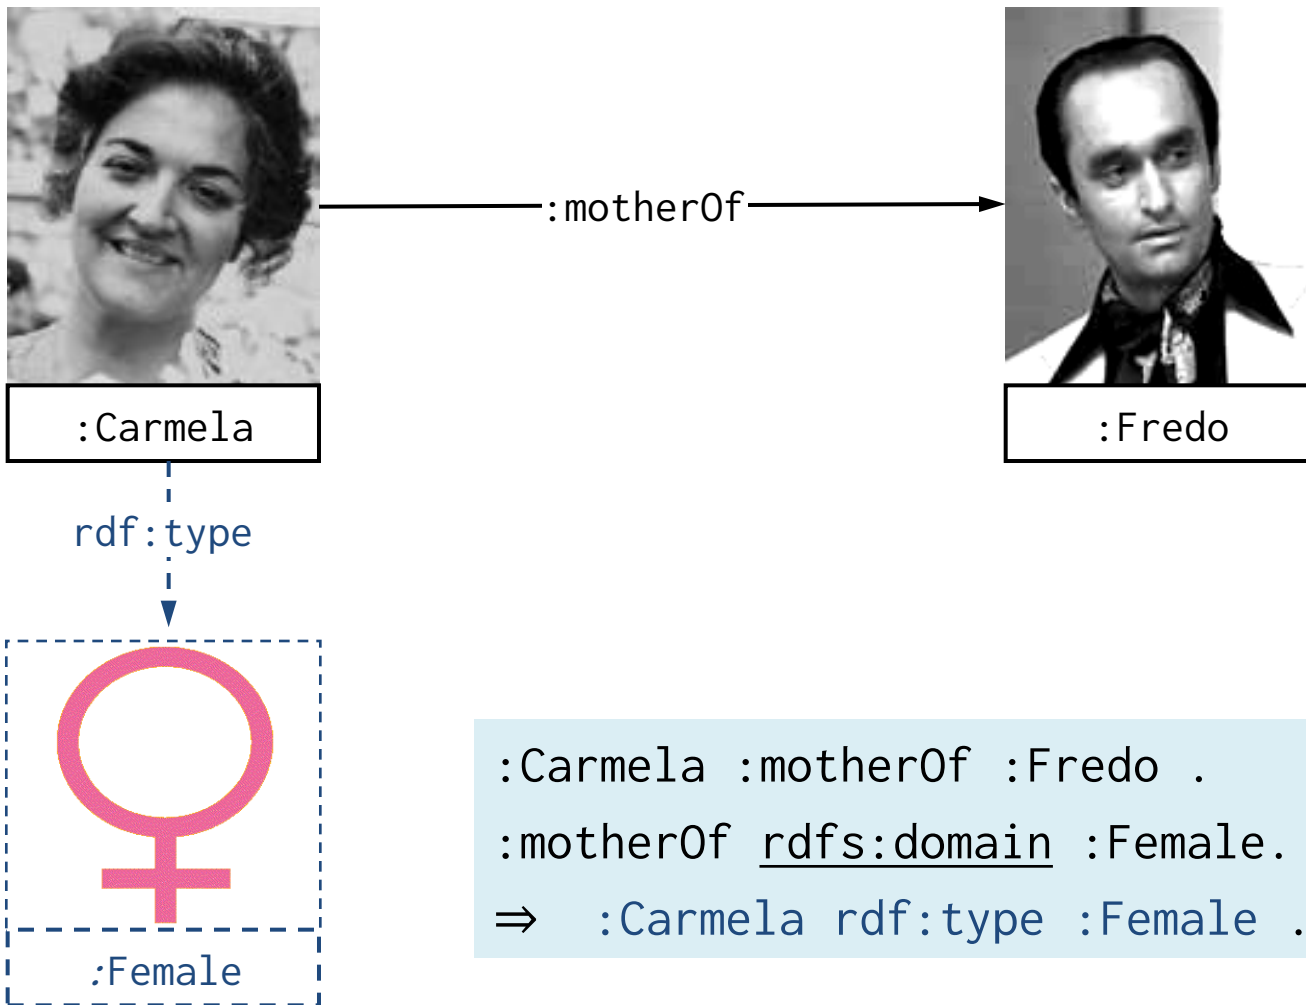 :motherOf
:Carmela
:Fredo
rdf:type
:Carmela :motherOf :Fredo .
:motherOf rdfs:domain :Female.
⇒ :Carmela rdf:type :Female .
:Female